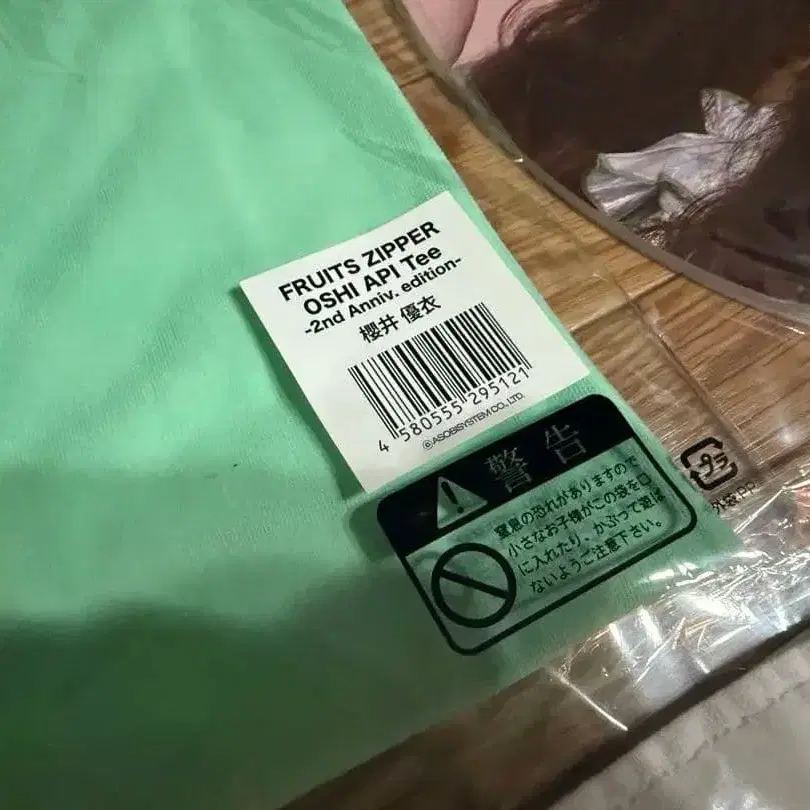 FRUITS ZIPPER
OSHI API Tee
-2nd Anniv. edition-
櫻井 優衣
4 580555 295121
©ASOBISYSTEM CO., LTD.
警告
窒息の恐れがありますので
小さなお子様がこの袋を口
に入れたり、かぶって遊ば
ないようご注意下さい。
プラ
外袋:PP